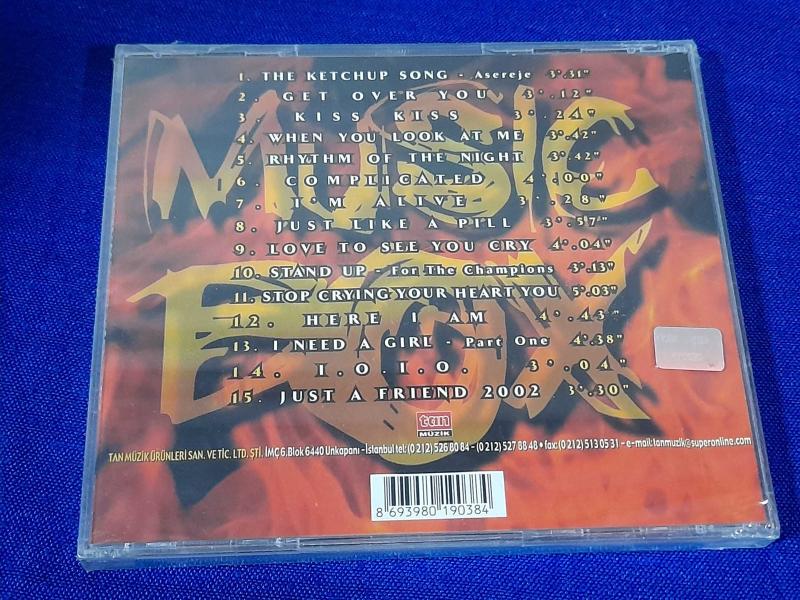 MUSIC
BOX
1. THE KETCHUP SONG - Asereje 3'.31"
2. GET OVER YOU 3'.12"
3. KISS KISS 3'.24"
4. WHEN YOU LOOK AT ME 3'.42"
5. RHYTHM OF THE NIGHT 3'.42"
6. COMPLICATED 4'.00"
7. I'M ALIVE 3'.28"
8. JUST LIKE A PILL 3'.57"
9. LOVE TO SEE YOU CRY 4'.04"
10. STAND UP - For The Champions 3'.13"
11. STOP CRYING YOUR HEART YOU 5'.03"
12. HERE I AM 4'.43"
13. I NEED A GIRL - Part One 4'.38"
14. I.O.I.O. 3'.04"
15. JUST A FRIEND 2002 3'.30"
tan
MÜZİK
TAN MÜZİK ÜRÜNLERİ SAN. VE TİC. LTD. ŞTİ. İMÇ 6.Blok 6440 Unkapanı - İstanbul tel:(0 212) 526 80 84 - (0 212) 527 88 48 • fax:(0 212) 513 05 31 - e-mail:tanmuzik@superonline.com
8 693980 190384